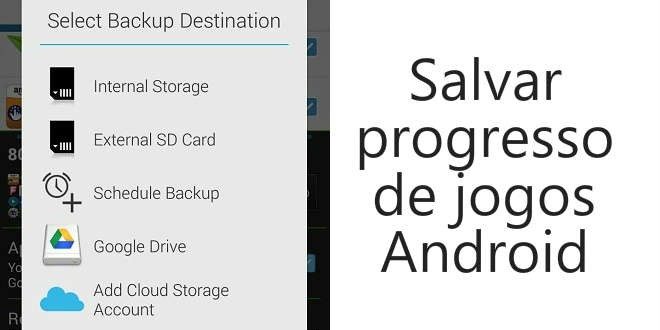 Select Backup Destination
Internal Storage
External SD Card
Schedule Backup
Google Drive
Add Cloud Storage
Account
Salvar
progresso
de jogos
Android